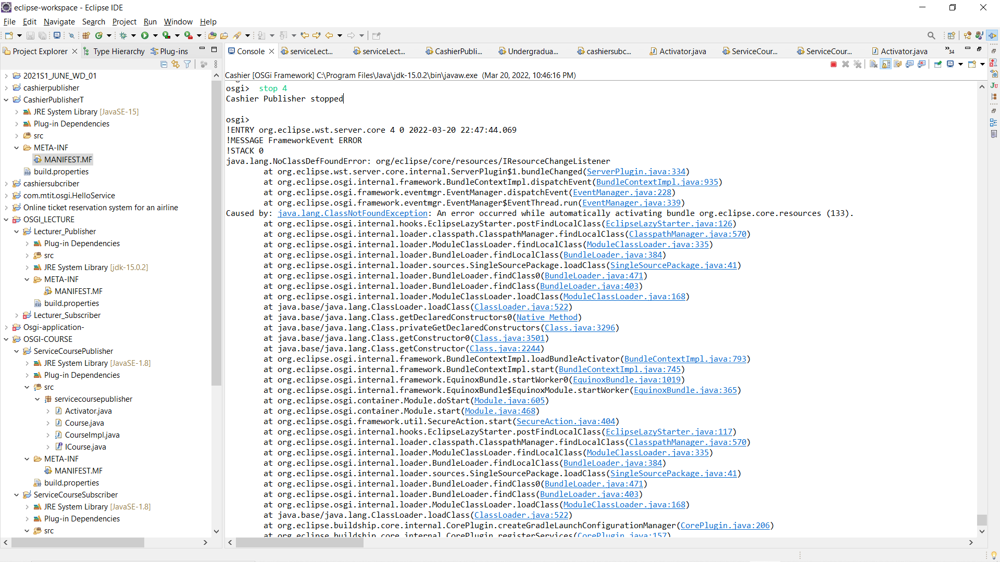 eclipse-workspace - Eclipse IDE
File Edit Navigate Search Project Run Window Help
Project Explorer Type Hierarchy Plug-ins
Console serviceLect... serviceLect... CashierPubli... Undergradua... cashiersubc... Activator.java ServiceCour... ServiceCour... Activator.java »34
2021S1_JUNE_WD_01
cashierpublisher
CashierPublisherT
JRE System Library [JavaSE-15]
Plug-in Dependencies
src
META-INF
MANIFEST.MF
build.properties
cashiersubcriber
com.mtit.osgi.HelloService
Online ticket reservation system for an airline
OSGI_LECTURE
Lecturer_Publisher
Plug-in Dependencies
src
JRE System Library [jdk-15.0.2]
META-INF
MANIFEST.MF
build.properties
Lecturer_Subscriber
Osgi-application-
OSGI-COURSE
ServiceCoursePublisher
JRE System Library [JavaSE-1.8]
Plug-in Dependencies
src
servicecoursepublisher
Activator.java
Course.java
CourseImpl.java
ICourse.java
META-INF
MANIFEST.MF
build.properties
ServiceCourseSubscriber
JRE System Library [JavaSE-1.8]
Plug-in Dependencies
src
Cashier [OSGi Framework] C:\Program Files\Java\jdk-15.0.2\bin\javaw.exe (Mar 20, 2022, 10:46:16 PM)
osgi> stop 4
Cashier Publisher stopped
osgi>
!ENTRY org.eclipse.wst.server.core 4 0 2022-03-20 22:47:44.069
!MESSAGE FrameworkEvent ERROR
!STACK 0
java.lang.NoClassDefFoundError: org/eclipse/core/resources/IResourceChangeListener
at org.eclipse.wst.server.core.internal.ServerPlugin$1.bundleChanged(ServerPlugin.java:334)
at org.eclipse.osgi.internal.framework.BundleContextImpl.dispatchEvent(BundleContextImpl.java:935)
at org.eclipse.osgi.framework.eventmgr.EventManager.dispatchEvent(EventManager.java:228)
at org.eclipse.osgi.framework.eventmgr.EventManager$EventThread.run(EventManager.java:339)
Caused by: java.lang.ClassNotFoundException: An error occurred while automatically activating bundle org.eclipse.core.resources (133).
at org.eclipse.osgi.internal.hooks.EclipseLazyStarter.postFindLocalClass(EclipseLazyStarter.java:126)
at org.eclipse.osgi.internal.loader.classpath.ClasspathManager.findLocalClass(ClasspathManager.java:570)
at org.eclipse.osgi.internal.loader.ModuleClassLoader.findLocalClass(ModuleClassLoader.java:335)
at org.eclipse.osgi.internal.loader.BundleLoader.findLocalClass(BundleLoader.java:384)
at org.eclipse.osgi.internal.loader.sources.SingleSourcePackage.loadClass(SingleSourcePackage.java:41)
at org.eclipse.osgi.internal.loader.BundleLoader.findClass0(BundleLoader.java:471)
at org.eclipse.osgi.internal.loader.BundleLoader.findClass(BundleLoader.java:403)
at org.eclipse.osgi.internal.loader.ModuleClassLoader.loadClass(ModuleClassLoader.java:168)
at java.base/java.lang.ClassLoader.loadClass(ClassLoader.java:522)
at java.base/java.lang.Class.getDeclaredConstructors0(Native Method)
at java.base/java.lang.Class.privateGetDeclaredConstructors(Class.java:3296)
at java.base/java.lang.Class.getConstructor0(Class.java:3501)
at java.base/java.lang.Class.getConstructor(Class.java:2244)
at org.eclipse.osgi.internal.framework.BundleContextImpl.loadBundleActivator(BundleContextImpl.java:793)
at org.eclipse.osgi.internal.framework.BundleContextImpl.start(BundleContextImpl.java:745)
at org.eclipse.osgi.internal.framework.EquinoxBundle.startWorker0(EquinoxBundle.java:1019)
at org.eclipse.osgi.internal.framework.EquinoxBundle$EquinoxModule.startWorker(EquinoxBundle.java:365)
at org.eclipse.osgi.container.Module.doStart(Module.java:605)
at org.eclipse.osgi.container.Module.start(Module.java:468)
at org.eclipse.osgi.framework.util.SecureAction.start(SecureAction.java:404)
at org.eclipse.osgi.internal.hooks.EclipseLazyStarter.postFindLocalClass(EclipseLazyStarter.java:117)
at org.eclipse.osgi.internal.loader.classpath.ClasspathManager.findLocalClass(ClasspathManager.java:570)
at org.eclipse.osgi.internal.loader.ModuleClassLoader.findLocalClass(ModuleClassLoader.java:335)
at org.eclipse.osgi.internal.loader.BundleLoader.findLocalClass(BundleLoader.java:384)
at org.eclipse.osgi.internal.loader.sources.SingleSourcePackage.loadClass(SingleSourcePackage.java:41)
at org.eclipse.osgi.internal.loader.BundleLoader.findClass0(BundleLoader.java:471)
at org.eclipse.osgi.internal.loader.BundleLoader.findClass(BundleLoader.java:403)
at org.eclipse.osgi.internal.loader.ModuleClassLoader.loadClass(ModuleClassLoader.java:168)
at java.base/java.lang.ClassLoader.loadClass(ClassLoader.java:522)
at org.eclipse.buildship.core.internal.CorePlugin.createGradleLaunchConfigurationManager(CorePlugin.java:206)
at org.eclipse.buildship.core.internal.CorePlugin.registerServices(CorePlugin.java:157)